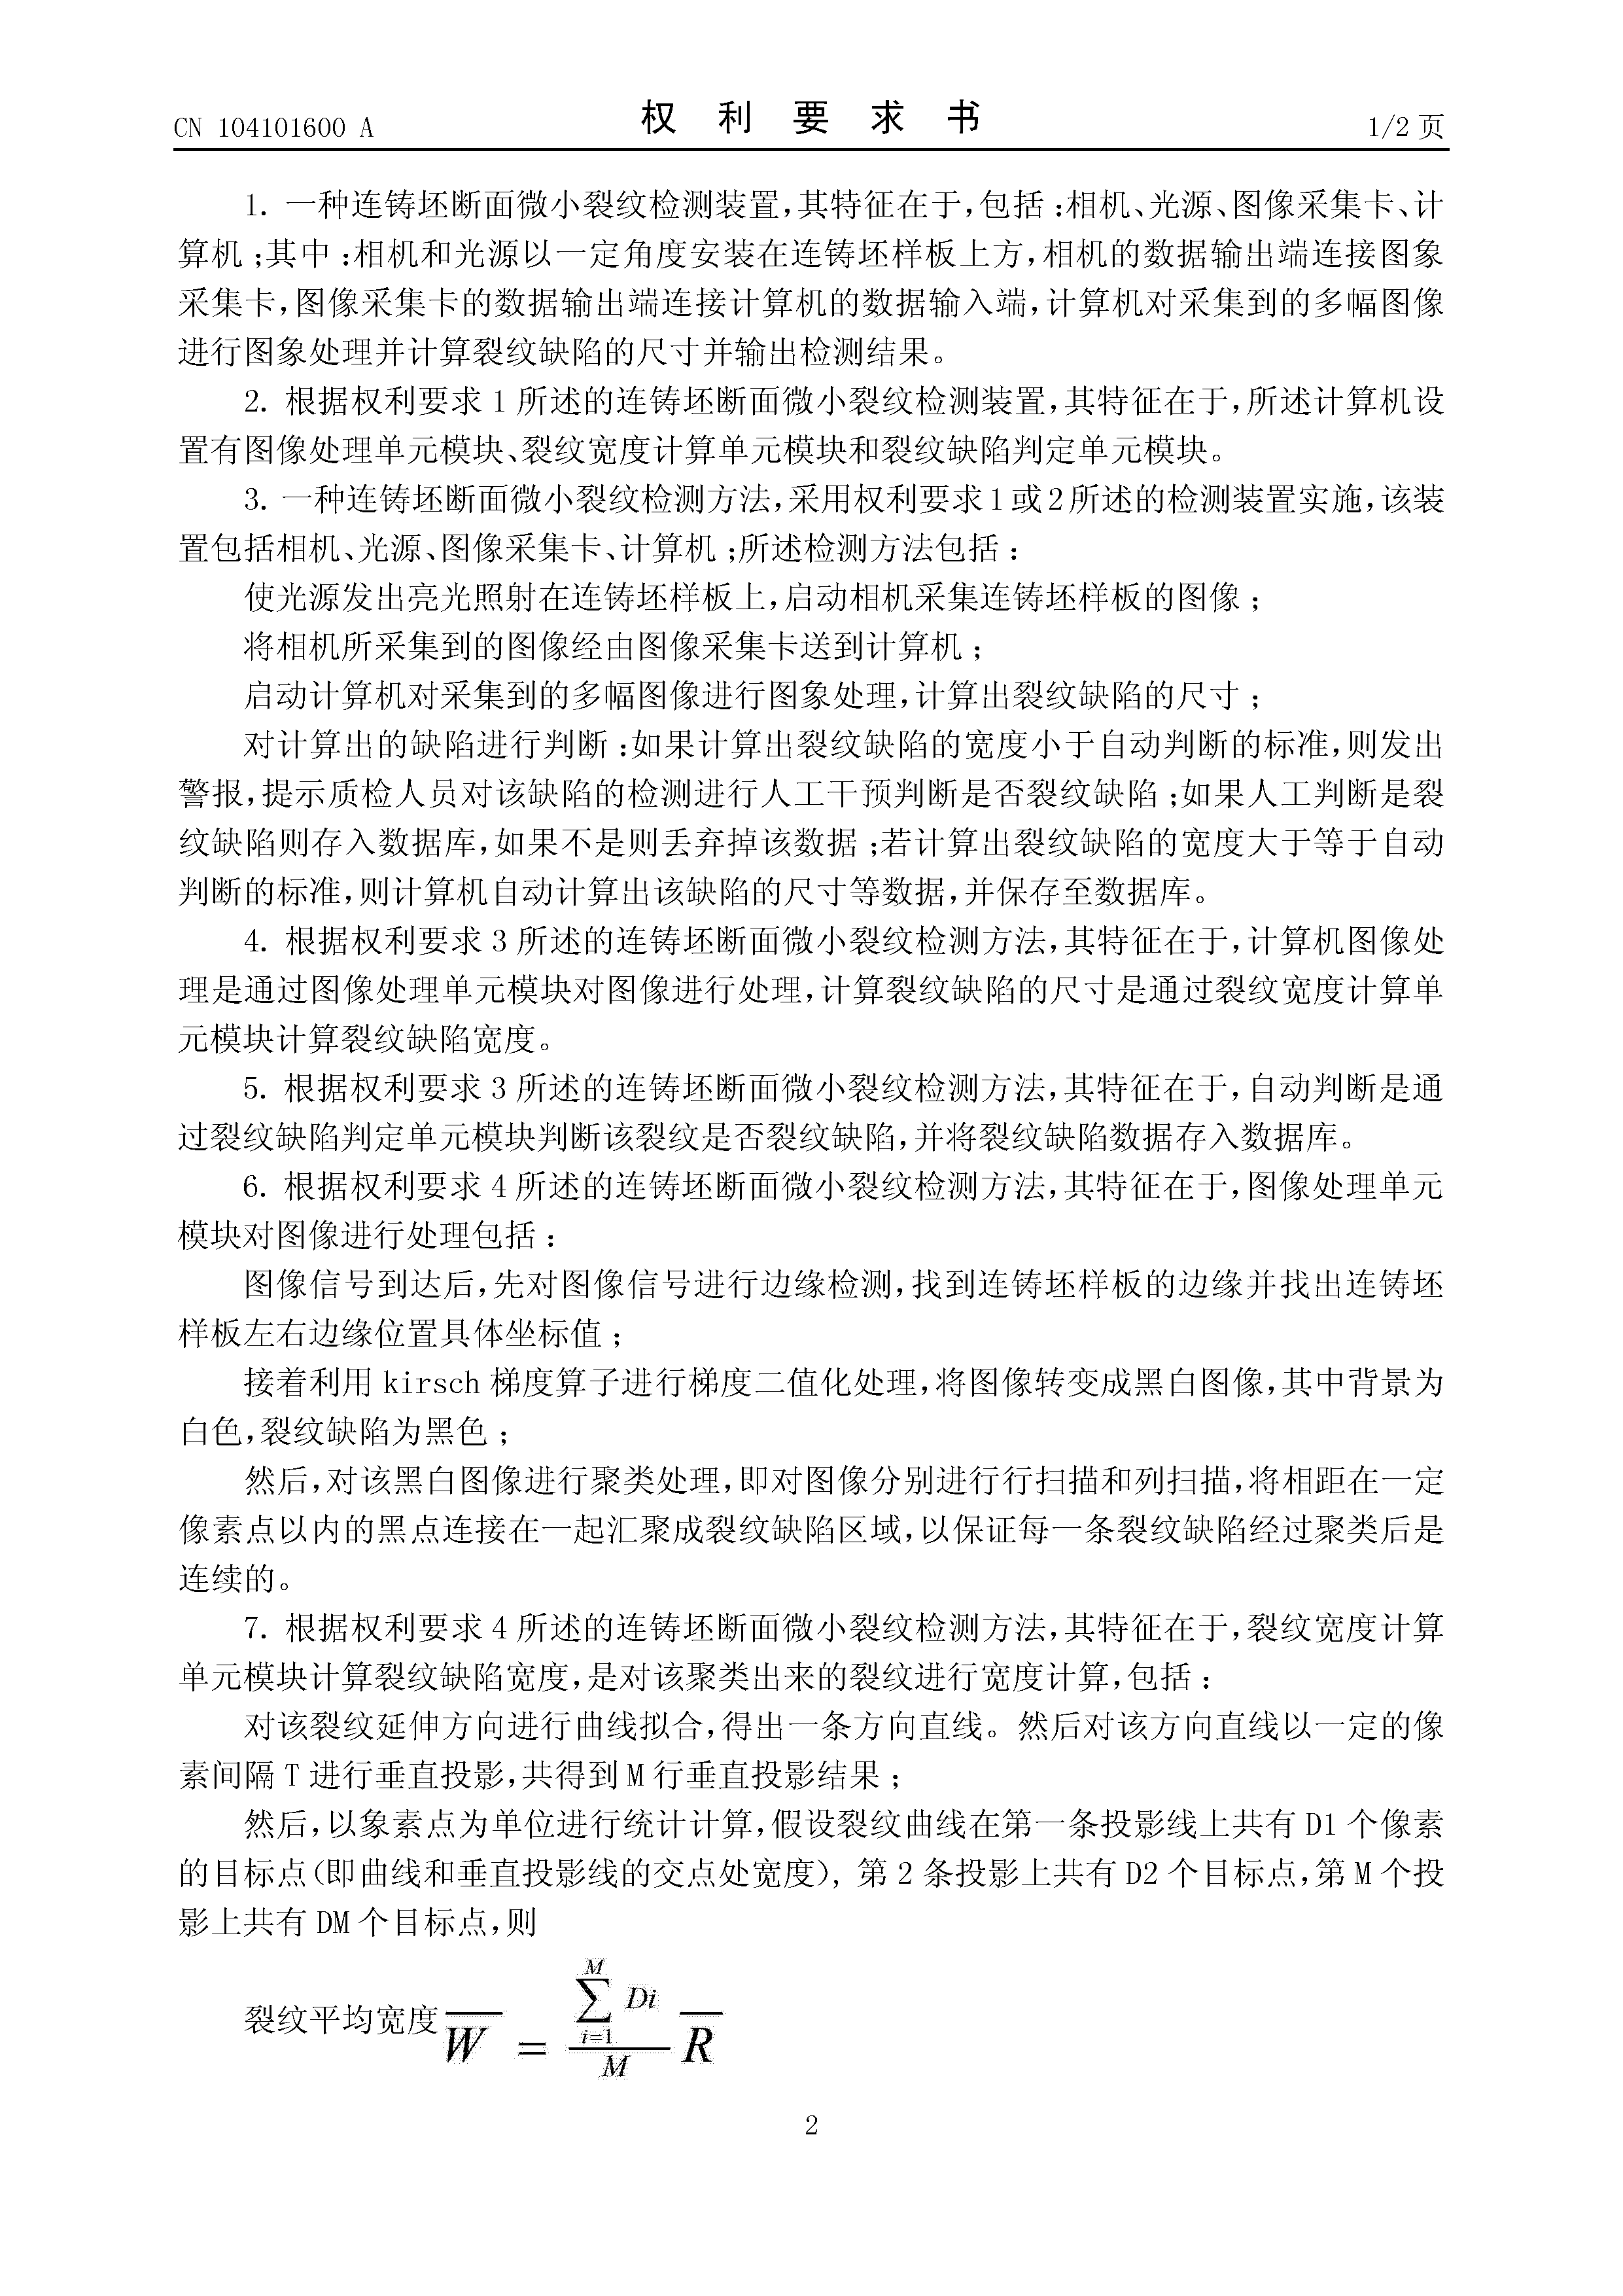 CN 104101600 A
权 利 要 求 书
1/2 页
1. 一种连铸坯断面微小裂纹检测装置,其特征在于,包括:相机、光源、图像采集卡、计
算机;其中:相机和光源以一定角度安装在连铸坯样板上方,相机的数据输出端连接图象
采集卡,图像采集卡的数据输出端连接计算机的数据输入端,计算机对采集到的多幅图像
进行图象处理并计算裂纹缺陷的尺寸并输出检测结果。
2. 根据权利要求 1 所述的连铸坯断面微小裂纹检测装置,其特征在于,所述计算机设
置有图像处理单元模块、裂纹宽度计算单元模块和裂纹缺陷判定单元模块。
3. 一种连铸坯断面微小裂纹检测方法,采用权利要求1或2所述的检测装置实施,该装
置包括相机、光源、图像采集卡、计算机;所述检测方法包括:
使光源发出亮光照射在连铸坯样板上,启动相机采集连铸坯样板的图像;
将相机所采集到的图像经由图像采集卡送到计算机;
启动计算机对采集到的多幅图像进行图象处理,计算出裂纹缺陷的尺寸;
对计算出的缺陷进行判断:如果计算出裂纹缺陷的宽度小于自动判断的标准,则发出
警报,提示质检人员对该缺陷的检测进行人工干预判断是否裂纹缺陷;如果人工判断是裂
纹缺陷则存入数据库,如果不是则丢弃掉该数据;若计算出裂纹缺陷的宽度大于等于自动
判断的标准,则计算机自动计算出该缺陷的尺寸等数据,并保存至数据库。
4. 根据权利要求 3 所述的连铸坯断面微小裂纹检测方法,其特征在于,计算机图像处
理是通过图像处理单元模块对图像进行处理,计算裂纹缺陷的尺寸是通过裂纹宽度计算单
元模块计算裂纹缺陷宽度。
5. 根据权利要求 3 所述的连铸坯断面微小裂纹检测方法,其特征在于,自动判断是通
过裂纹缺陷判定单元模块判断该裂纹是否裂纹缺陷,并将裂纹缺陷数据存入数据库。
6. 根据权利要求 4 所述的连铸坯断面微小裂纹检测方法,其特征在于,图像处理单元
模块对图像进行处理包括:
图像信号到达后,先对图像信号进行边缘检测,找到连铸坯样板的边缘并找出连铸坯
样板左右边缘位置具体坐标值;
接着利用 kirsch 梯度算子进行梯度二值化处理,将图像转变成黑白图像,其中背景为
白色,裂纹缺陷为黑色;
然后,对该黑白图像进行聚类处理,即对图像分别进行行扫描和列扫描,将相距在一定
像素点以内的黑点连接在一起汇聚成裂纹缺陷区域,以保证每一条裂纹缺陷经过聚类后是
连续的。
7. 根据权利要求 4 所述的连铸坯断面微小裂纹检测方法,其特征在于,裂纹宽度计算
单元模块计算裂纹缺陷宽度,是对该聚类出来的裂纹进行宽度计算,包括:
对该裂纹延伸方向进行曲线拟合,得出一条方向直线。然后对该方向直线以一定的像
素间隔 T 进行垂直投影,共得到 M 行垂直投影结果;
然后,以象素点为单位进行统计计算,假设裂纹曲线在第一条投影线上共有 D1 个像素
的目标点(即曲线和垂直投影线的交点处宽度), 第 2 条投影上共有 D2 个目标点,第 M 个投
影上共有 DM 个目标点,则
裂纹平均宽度 $\overline{W} = \frac{\sum_{i=1}^{M} Di}{M} \overline{R}$
2